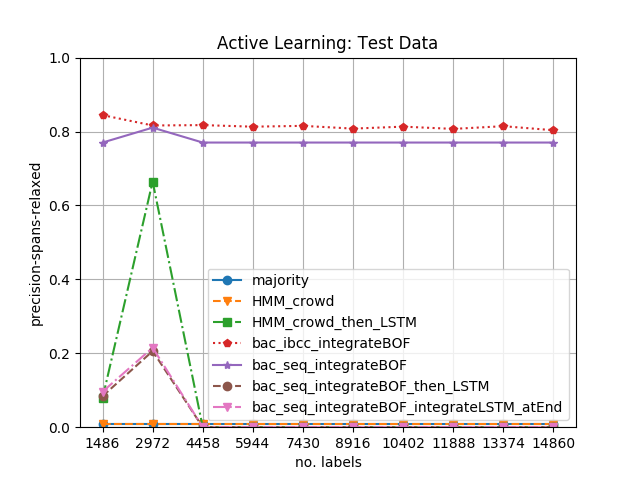 Active Learning: Test Data
precision-spans-relaxed
1.0
0.8
0.6
0.4
0.2
0.0
majority
HMM_crowd
HMM_crowd_then_LSTM
bac_ibcc_integrateBOF
bac_seq_integrateBOF
bac_seq_integrateBOF_then_LSTM
bac_seq_integrateBOF_integrateLSTM_atEnd
1486 2972 4458 5944 7430 8916 10402 11888 13374 14860
no. labels